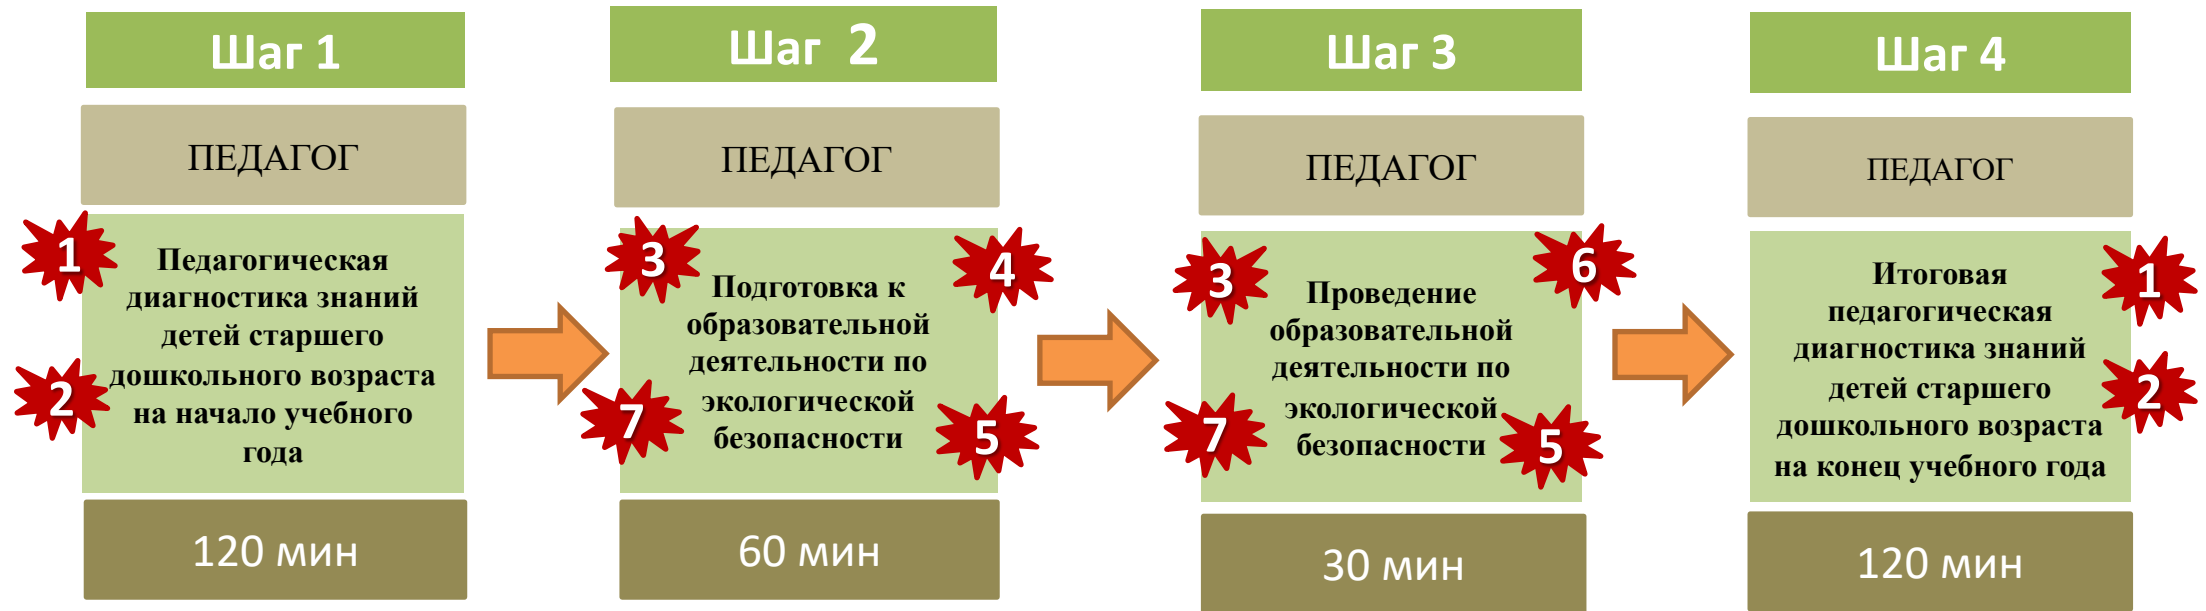 Шаг 1
ПЕДАГОГ
1
Педагогическая
диагностика знаний
детей старшего
дошкольного возраста
2
на начало учебного
года
120 мин
Шаг 2
ПЕДАГОГ
3
4
Подготовка к
образовательной
деятельности по
экологической
7
безопасности
5
60 мин
Шаг 3
ПЕДАГОГ
3
6
Проведение
образовательной
деятельности по
экологической
7
безопасности
5
30 мин
Шаг 4
ПЕДАГОГ
Итоговая
1
педагогическая
диагностика знаний
детей старшего
2
дошкольного возраста
на конец учебного года
120 мин